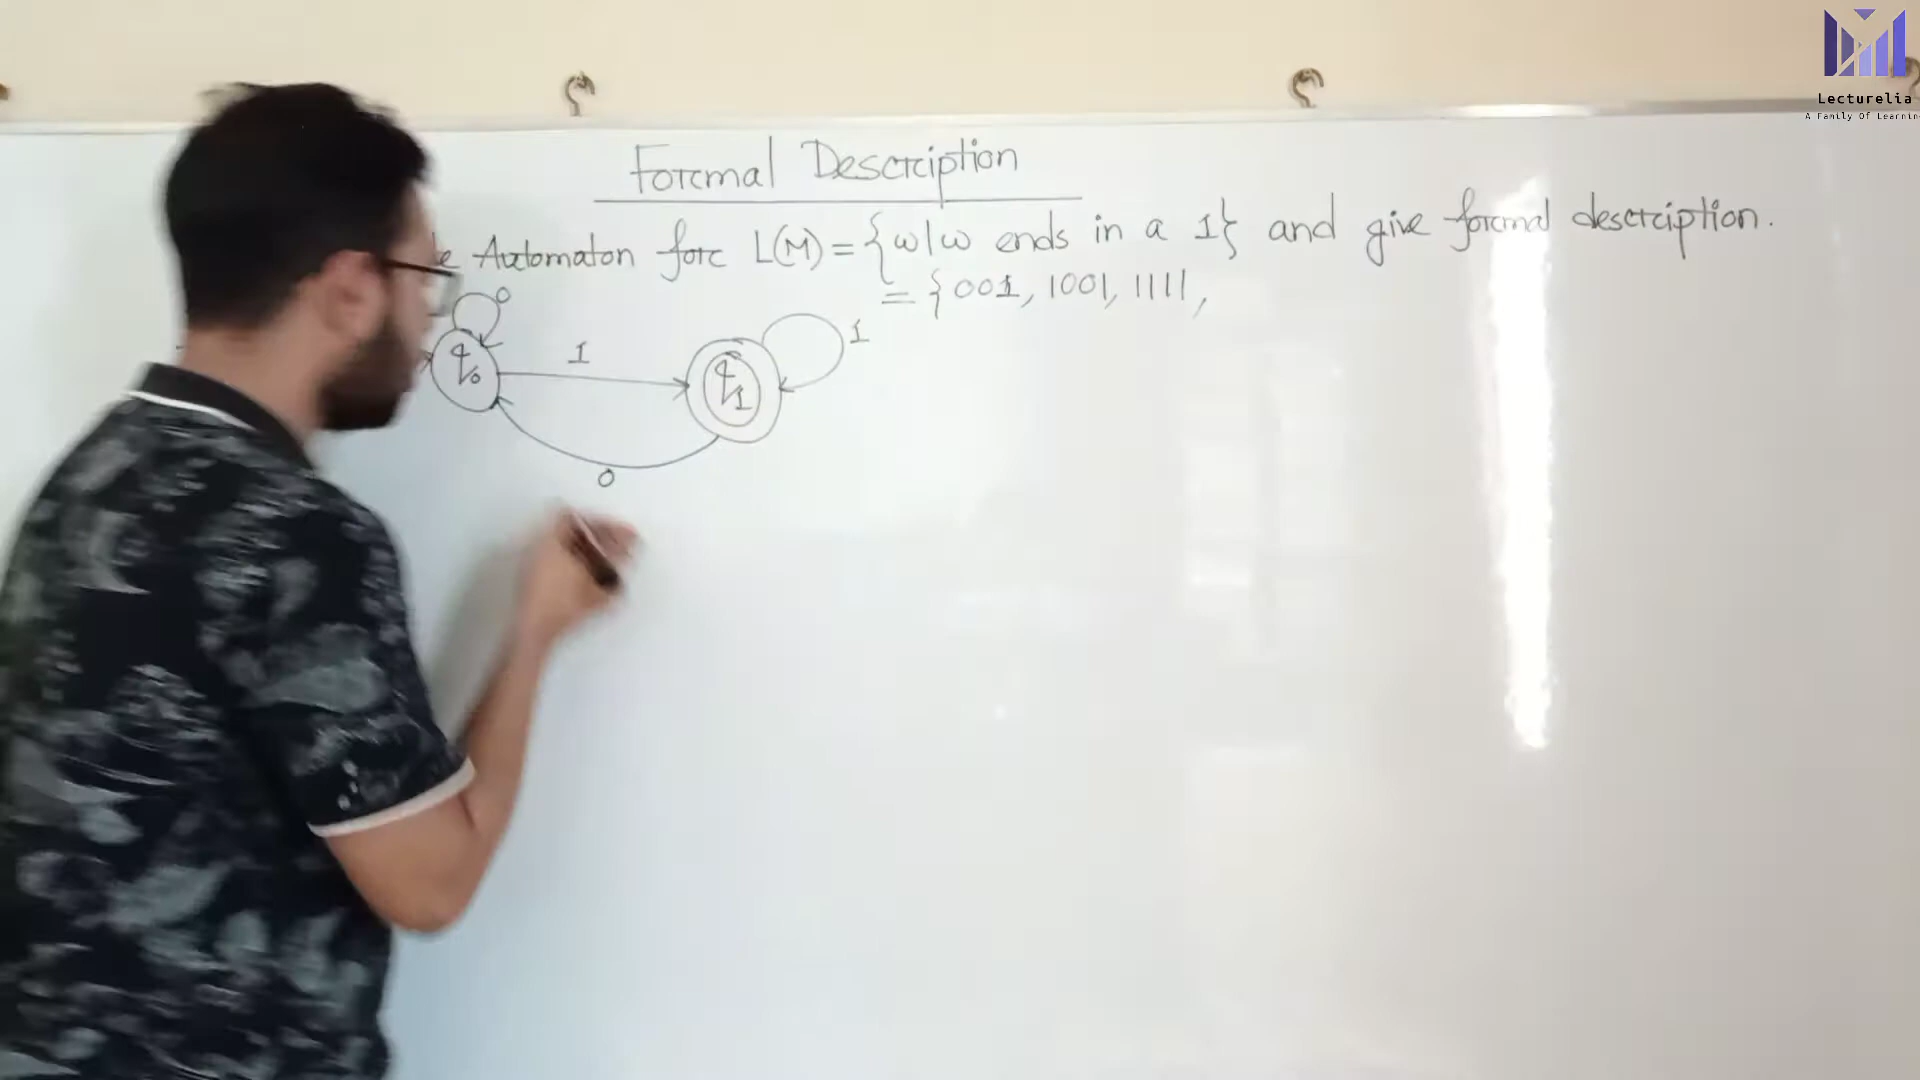 Lecturelia
A Family Of Learnin
Formal Description
Automaton for L(M) = {w|w ends in a 1} and give formal description.
= {001, 1001, 1111,
0
q0
1
q1
1
0